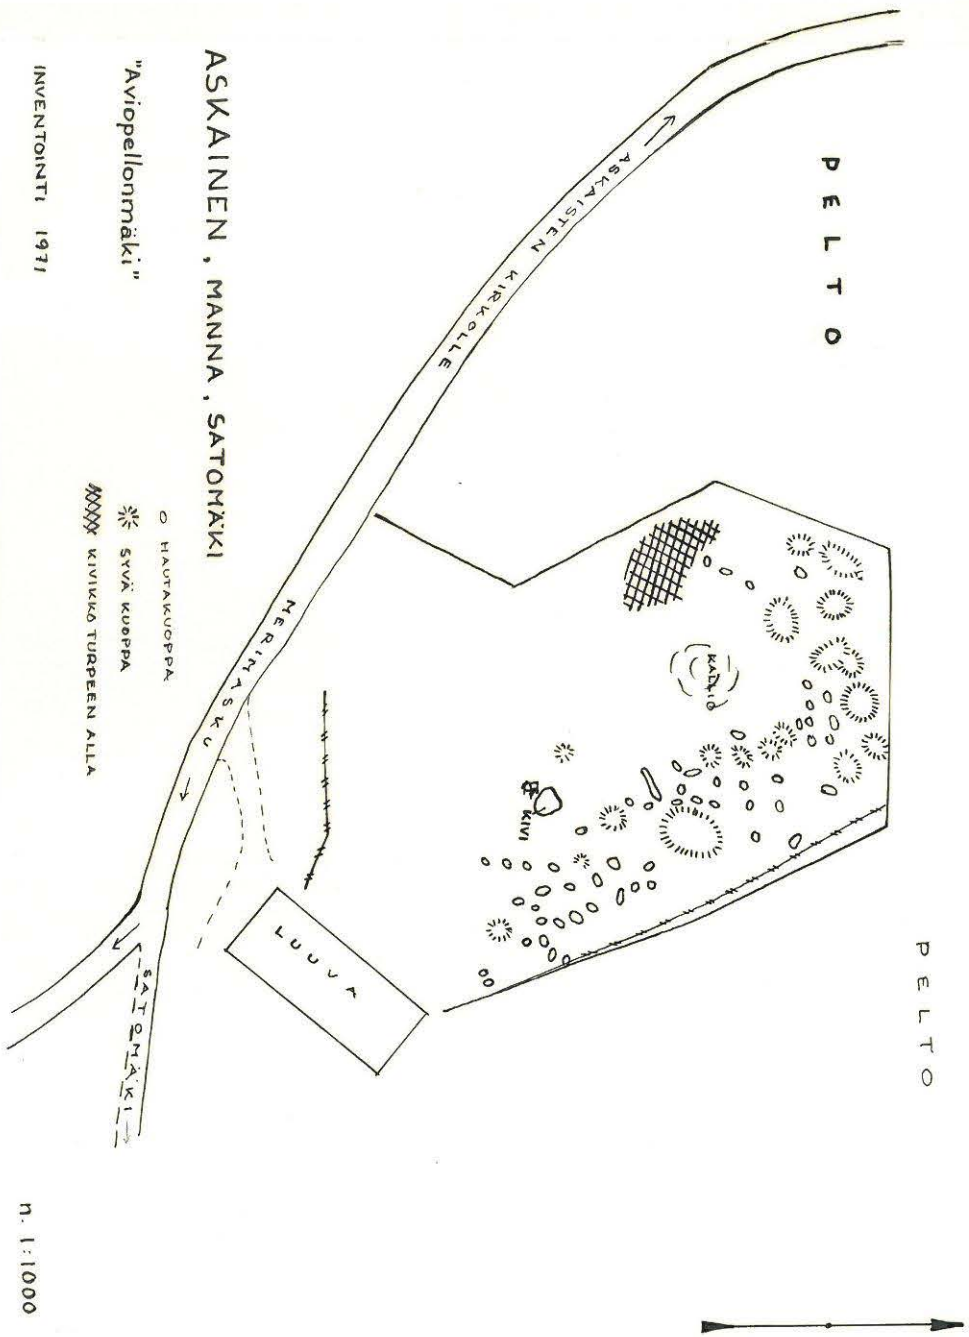 PELTO
PELTO
ASKAISTEN KIRKOLLE
KALLIO
KIVI
MERIMASKU
LUUVA
SATOMÄKI
ASKAINEN, MANNA, SATOMÄKI
"Aviopellonmäki"
INVENTOINTI 1971
O HAUTAKUOPPA
SYVÄ KUOPPA
KIVIKKO TURPEEN ALLA
n. 1:1000